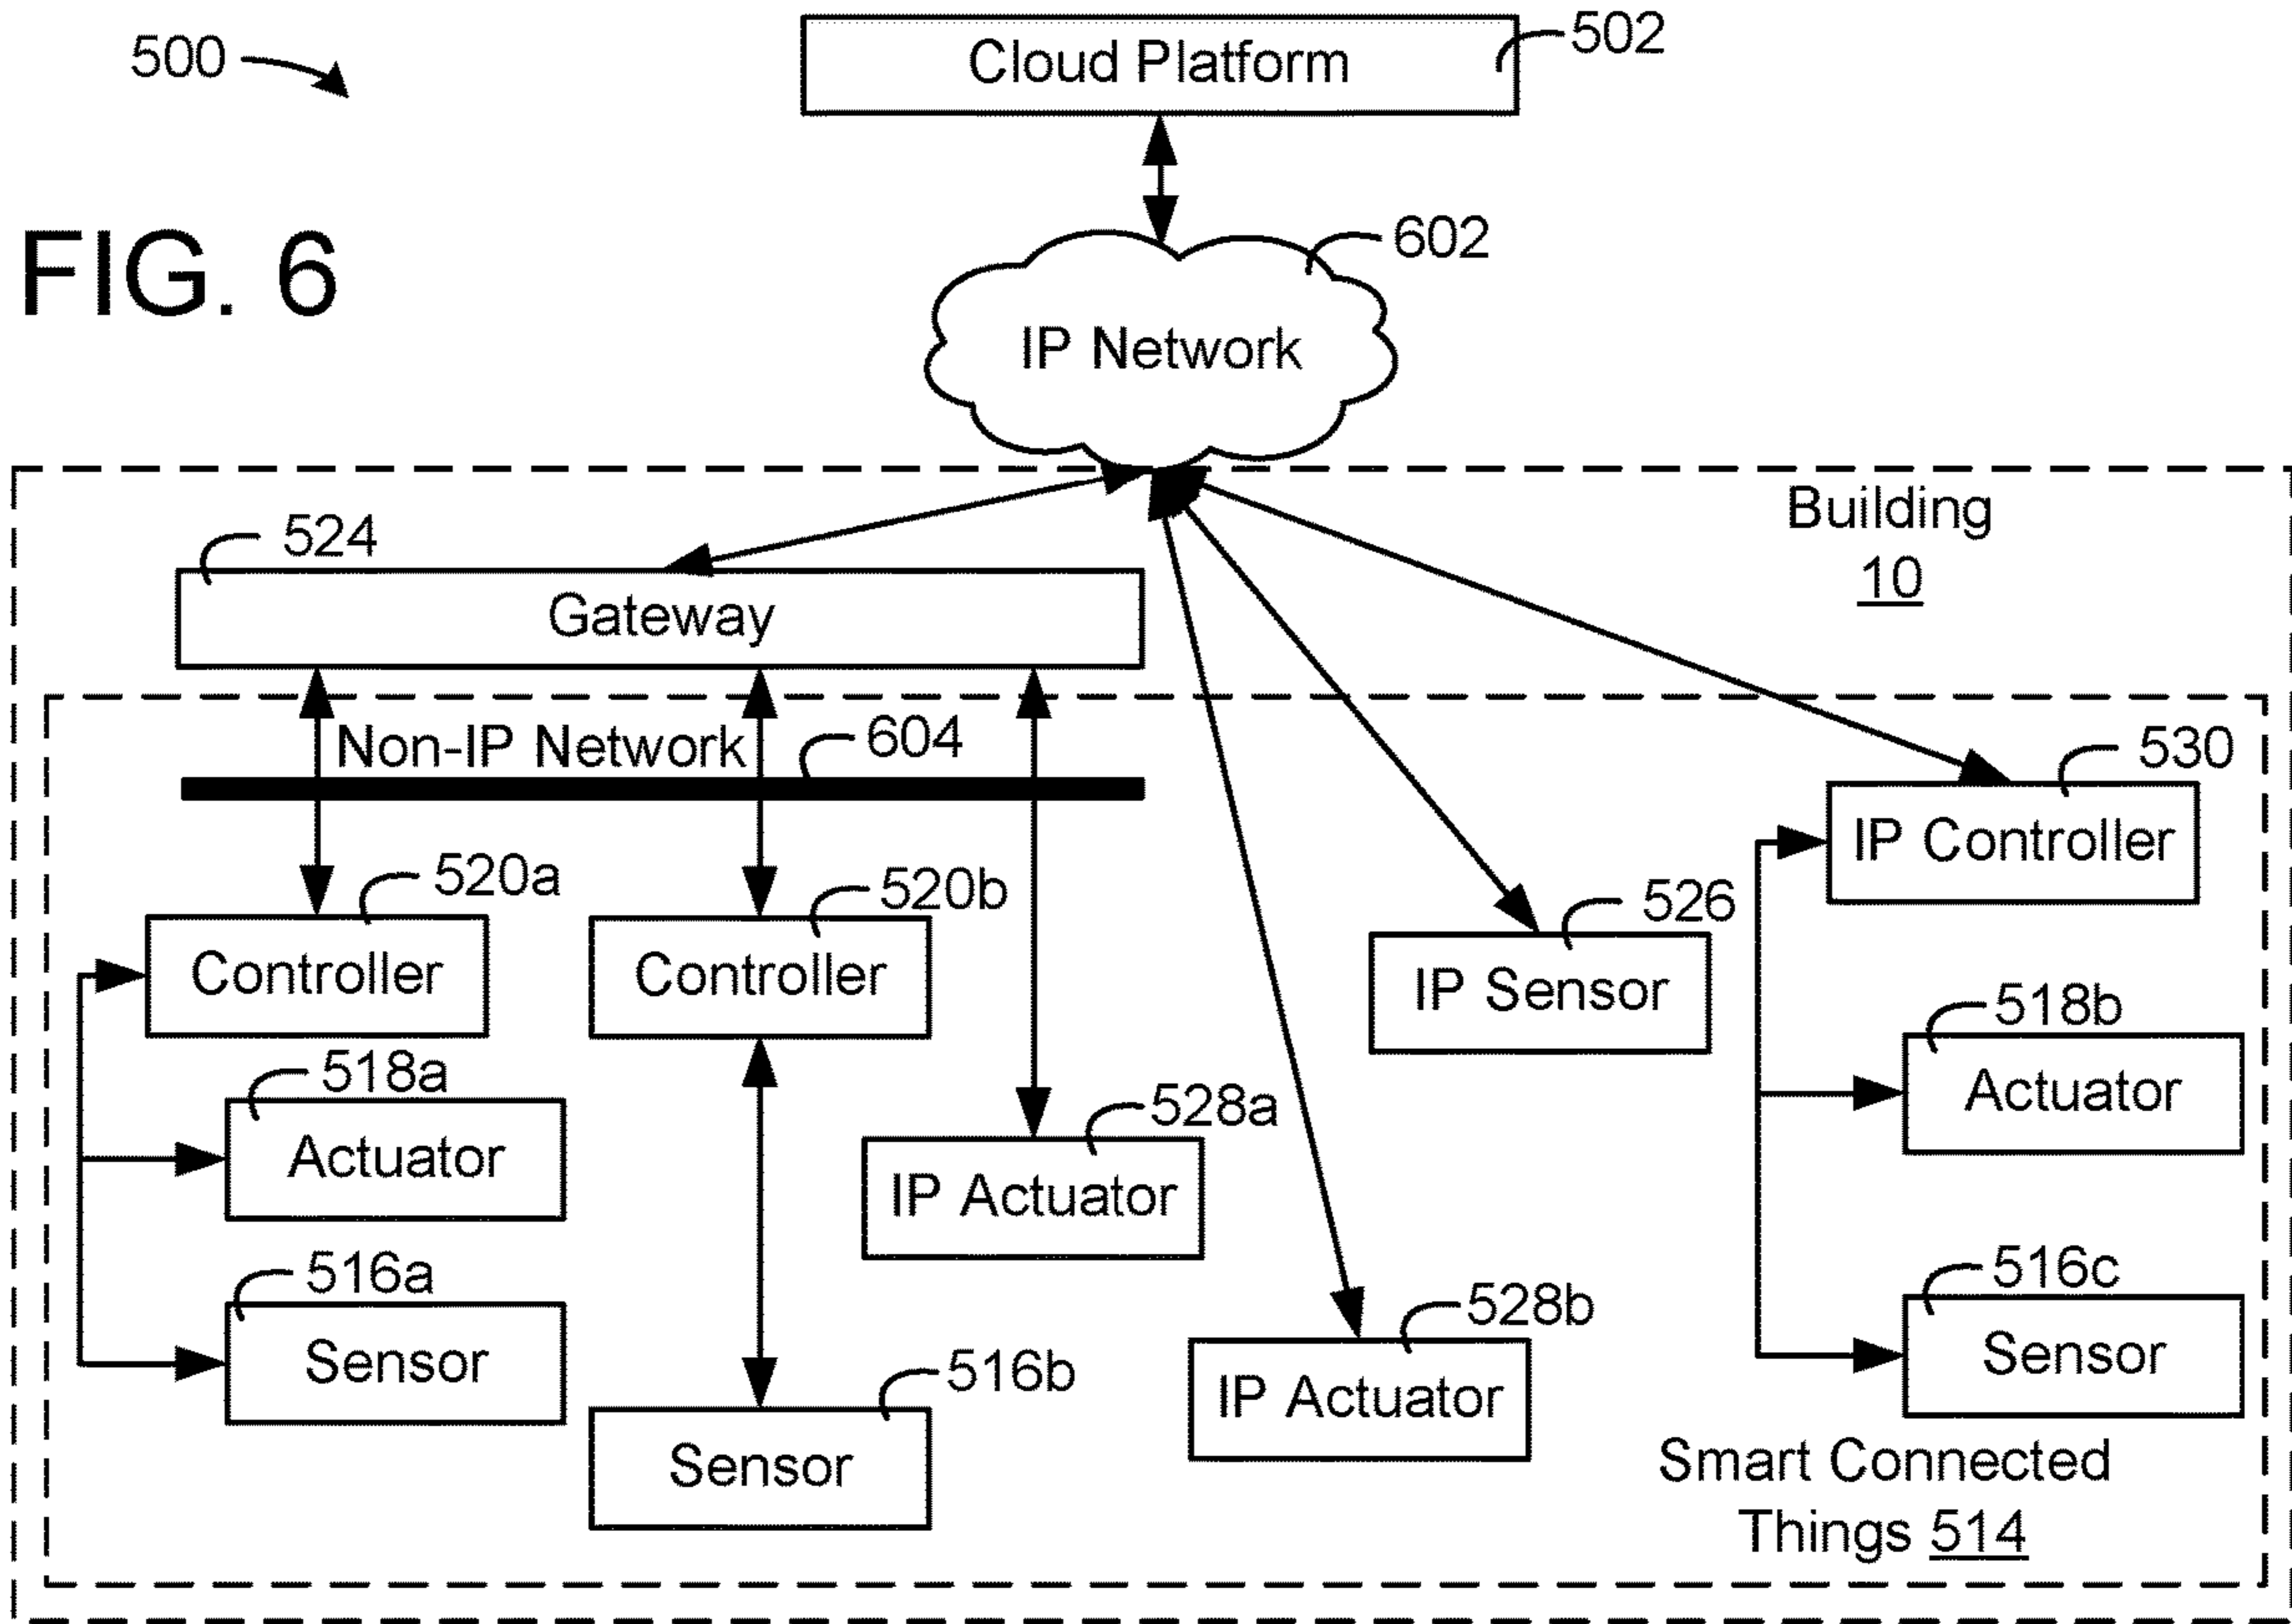 500
Cloud Platform
502
FIG. 6
602
IP Network
Building
10
524
Gateway
Non-IP Network
604
530
IP Controller
520a
520b
526
Controller
Controller
IP Sensor
518b
518a
Actuator
528a
Actuator
IP Actuator
516a
516c
528b
Sensor
Sensor
516b
IP Actuator
Sensor
Smart Connected
Things 514